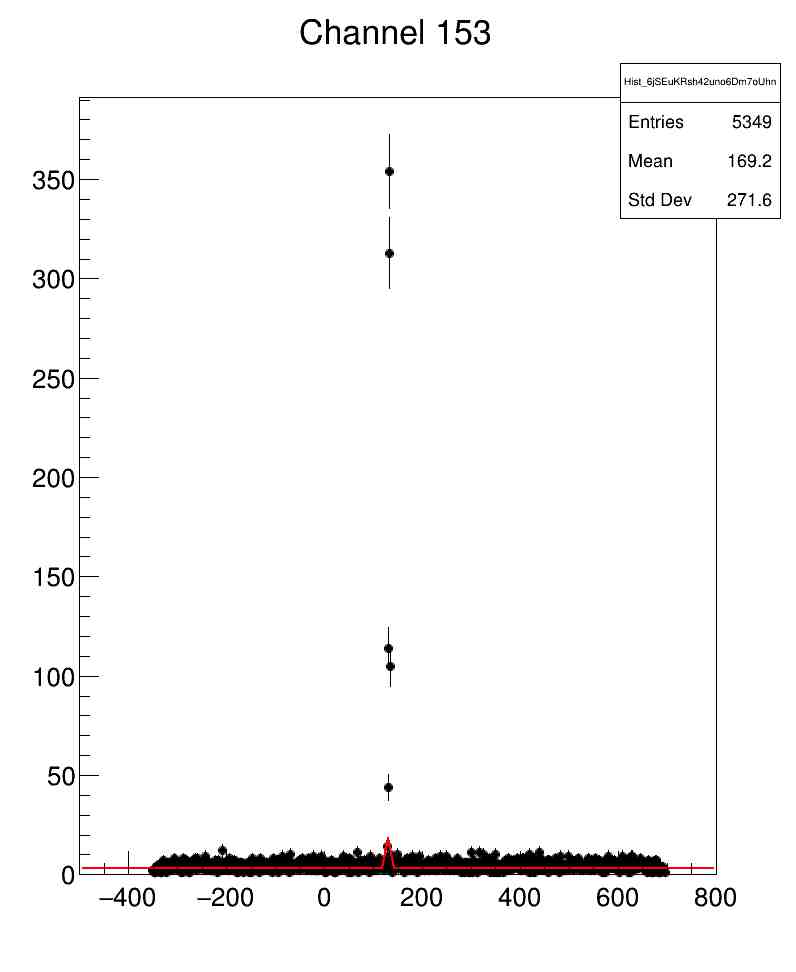 Channel 153
Hist_6jSEuKRsh42uno6Dm7oUhn
Entries 5349
Mean 169.2
Std Dev 271.6
350
300
250
200
150
100
50
0
−400 −200 0 200 400 600 800